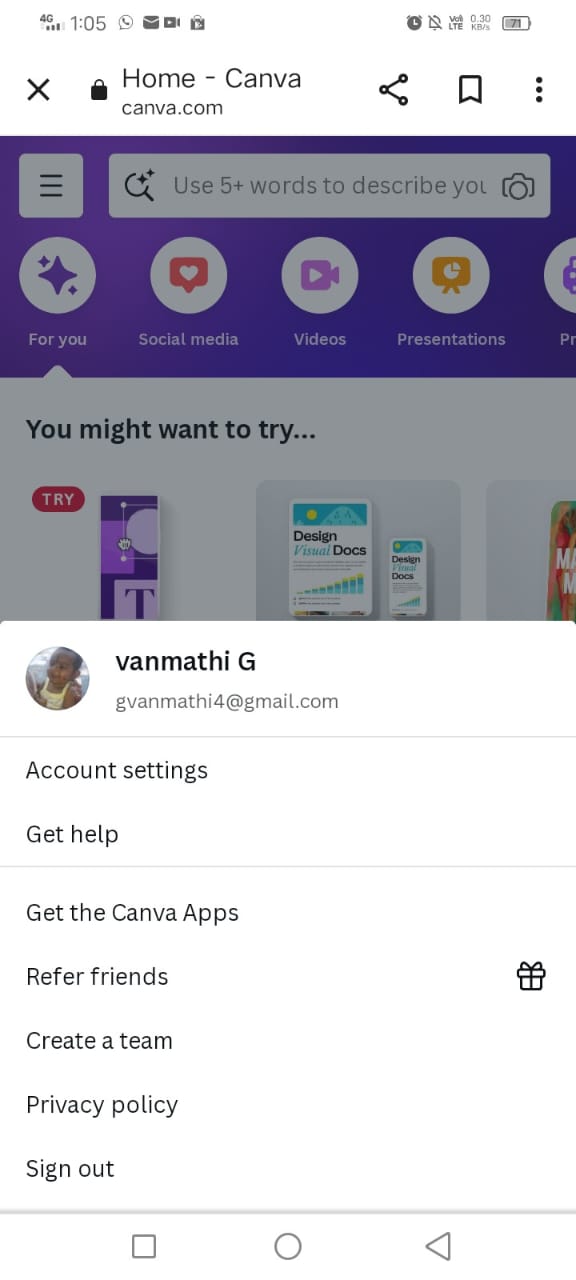 4G 1:05 Vo)) LTE 0.30 KB/s 71
Home - Canva
canva.com
Use 5+ words to describe you
For you Social media Videos Presentations Pr
You might want to try...
TRY
T
Design
Visual Docs
Design
Visual
Docs
MA
M
vanmathi G
gvanmathi4@gmail.com
Account settings
Get help
Get the Canva Apps
Refer friends
Create a team
Privacy policy
Sign out